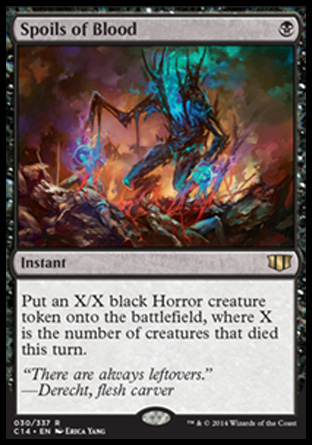 Spoils of Blood
Instant
Put an X/X black Horror creature
token onto the battlefield, where X
is the number of creatures that died
this turn.
“There are always leftovers.”
—Derecht, flesh carver
030/337 R
C14 • EN Erica Yang
™ & © 2014 Wizards of the Coast